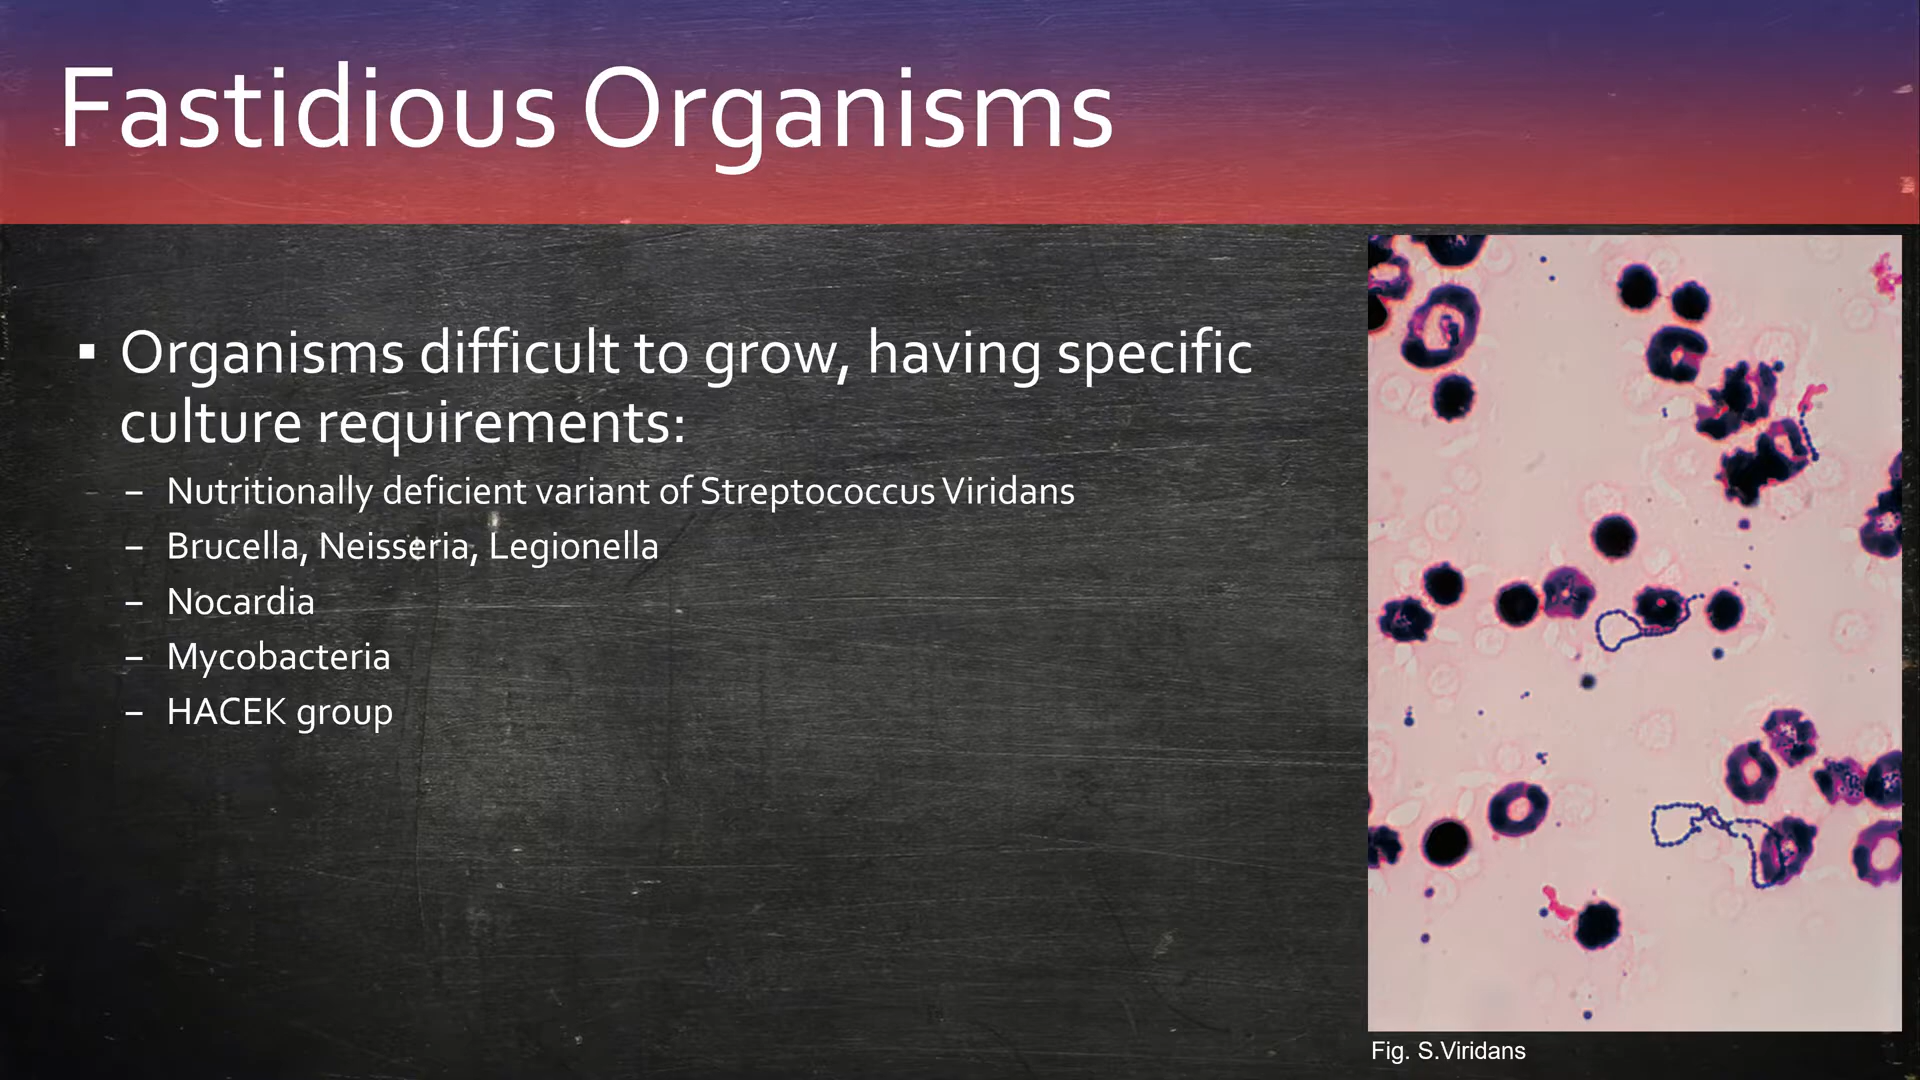 Fastidious Organisms
▪ Organisms difficult to grow, having specific
culture requirements:
– Nutritionally deficient variant of Streptococcus Viridans
– Brucella, Neisseria, Legionella
– Nocardia
– Mycobacteria
– HACEK group
Fig. S.Viridans